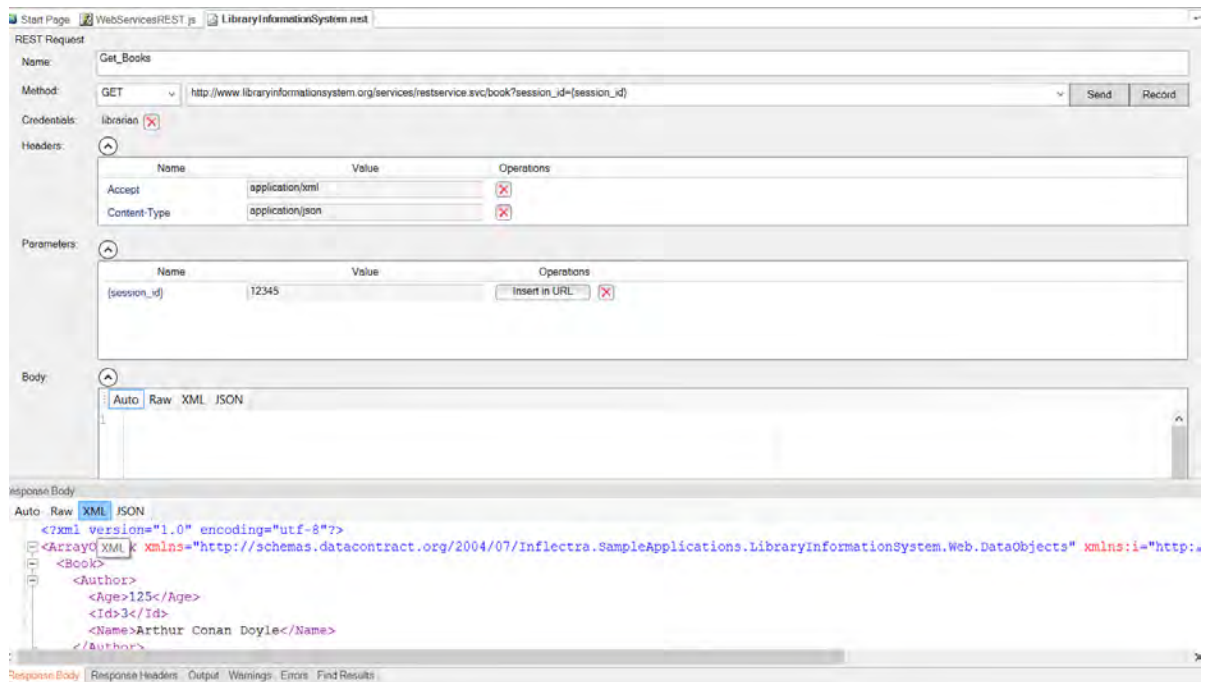 Start Page WebServicesREST.js LibraryInformationSystem.rest
REST Request
Name: Get_Books
Method: GET http://www.libraryinformationsystem.org/services/restservice.svc/book?session_id={session_id} Send Record
Credentials: librarian
Headers:
Name Value Operations
Accept application/xml
Content-Type application/json
Parameters:
Name Value Operations
{session_id} 12345 Insert in URL
Body:
Auto Raw XML JSON
1
esponse Body
Auto Raw XML JSON
<?xml version="1.0" encoding="utf-8"?>
<ArrayO XML k xmlns="http://schemas.datacontract.org/2004/07/Inflectra.SampleApplications.LibraryInformationSystem.Web.DataObjects" xmlns:i="http:
<Book>
<Author>
<Age>125</Age>
<Id>3</Id>
<Name>Arthur Conan Doyle</Name>
</Author>
Response Body Response Headers Output Warnings Errors Find Results